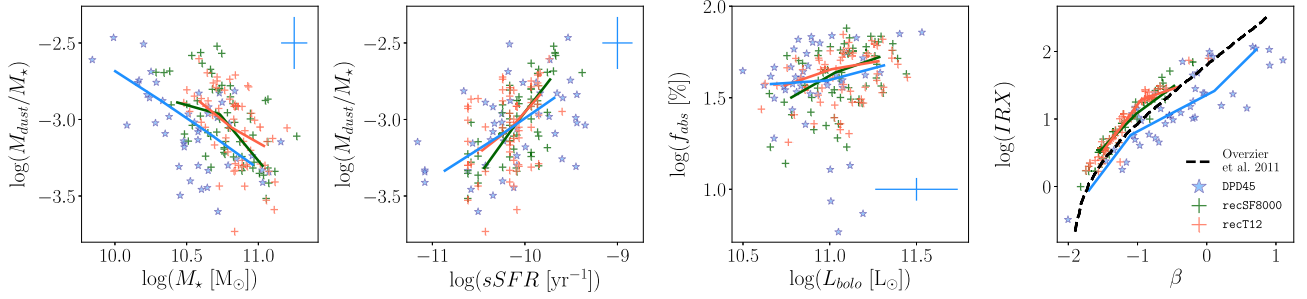 log(M_dust/M_⋆)
−2.5
−3.0
−3.5
10.0 10.5 11.0
log(M_⋆ [M_⊙])
log(M_dust/M_⋆)
−2.5
−3.0
−3.5
−11 −10 −9
log(sSFR [yr⁻¹])
log(f_abs [%])
2.0
1.5
1.0
10.5 11.0 11.5
log(L_bolo [L_⊙])
log(IRX)
2
1
0
−2 −1 0 1
β
Overzier
et al. 2011
DPD45
recSF8000
recT12